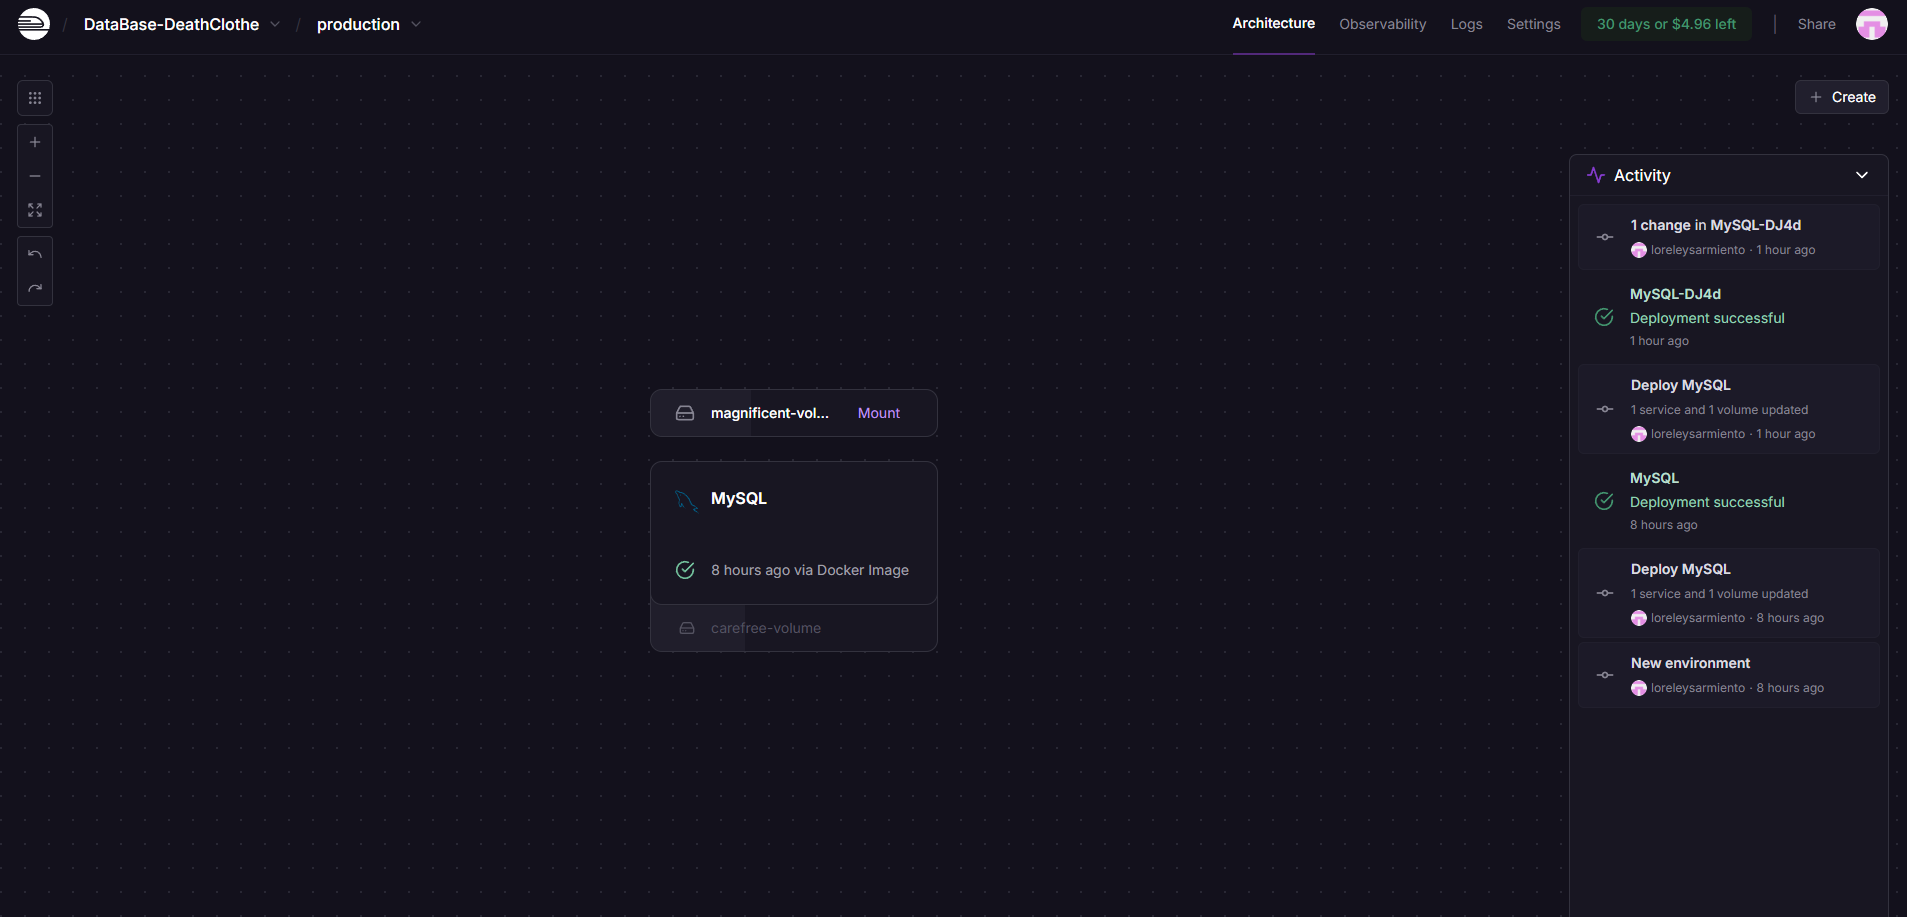 / DataBase-DeathClothe / production
Architecture Observability Logs Settings 30 days or $4.96 left Share
+ Create
Activity
1 change in MySQL-DJ4d
loreleysarmiento · 1 hour ago
MySQL-DJ4d
Deployment successful
1 hour ago
Deploy MySQL
1 service and 1 volume updated
loreleysarmiento · 1 hour ago
MySQL
Deployment successful
8 hours ago
Deploy MySQL
1 service and 1 volume updated
loreleysarmiento · 8 hours ago
New environment
loreleysarmiento · 8 hours ago
magnificent-vol... Mount
MySQL
8 hours ago via Docker Image
carefree-volume